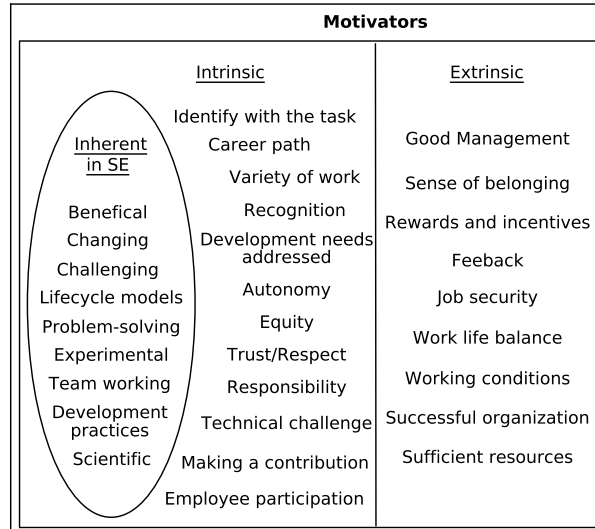 Motivators
Intrinsic
Extrinsic
Inherent
in SE
Benefical
Changing
Challenging
Lifecycle models
Problem-solving
Experimental
Team working
Development
practices
Scientific
Identify with the task
Career path
Variety of work
Recognition
Development needs
addressed
Autonomy
Equity
Trust/Respect
Responsibility
Technical challenge
Making a contribution
Employee participation
Good Management
Sense of belonging
Rewards and incentives
Feeback
Job security
Work life balance
Working conditions
Successful organization
Sufficient resources